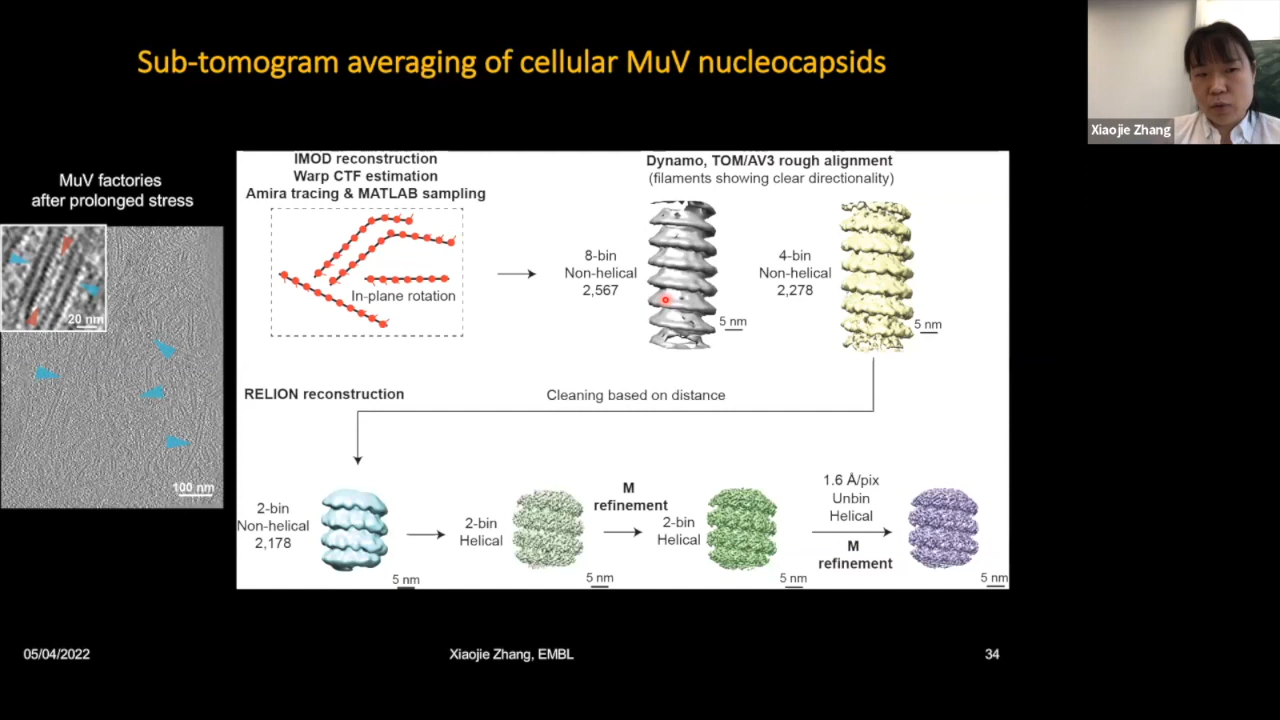 Sub-tomogram averaging of cellular MuV nucleocapsids
Xiaojie Zhang
MuV factories
after prolonged stress
20 nm
100 nm
IMOD reconstruction
Warp CTF estimation
Amira tracing & MATLAB sampling
In-plane rotation
Dynamo, TOM/AV3 rough alignment
(filaments showing clear directionality)
8-bin
Non-helical
2,567
5 nm
4-bin
Non-helical
2,278
5 nm
RELION reconstruction
Cleaning based on distance
2-bin
Non-helical
2,178
5 nm
2-bin
Helical
5 nm
M
refinement
2-bin
Helical
5 nm
1.6 Å/pix
Unbin
Helical
M
refinement
5 nm
05/04/2022
Xiaojie Zhang, EMBL
34